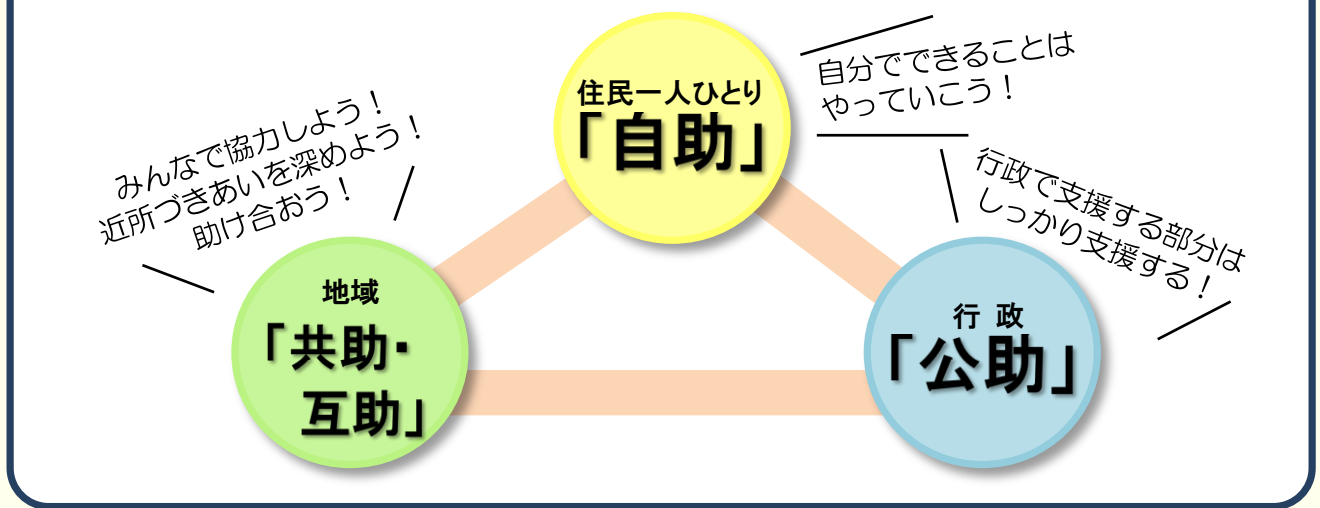 住民一人ひとり
「自助」
自分でできることは
やっていこう！
みんなで協力しよう！
近所づきあいを深めよう！
助け合おう！
地域
「共助・
互助」
行政で支援する部分は
しっかり支援する！
行 政
「公助」